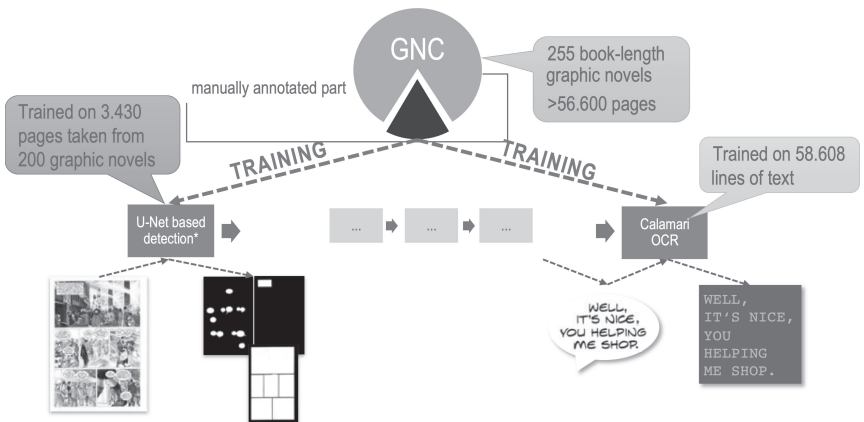 GNC
255 book-length
graphic novels
>56.600 pages
manually annotated part
Trained on 3.430
pages taken from
200 graphic novels
TRAINING
TRAINING
Trained on 58.608
lines of text
U-Net based
detection*
...
...
...
Calamari
OCR
WELL,
IT'S NICE,
YOU HELPING
ME SHOP.
WELL,
IT'S NICE,
YOU
HELPING
ME SHOP.